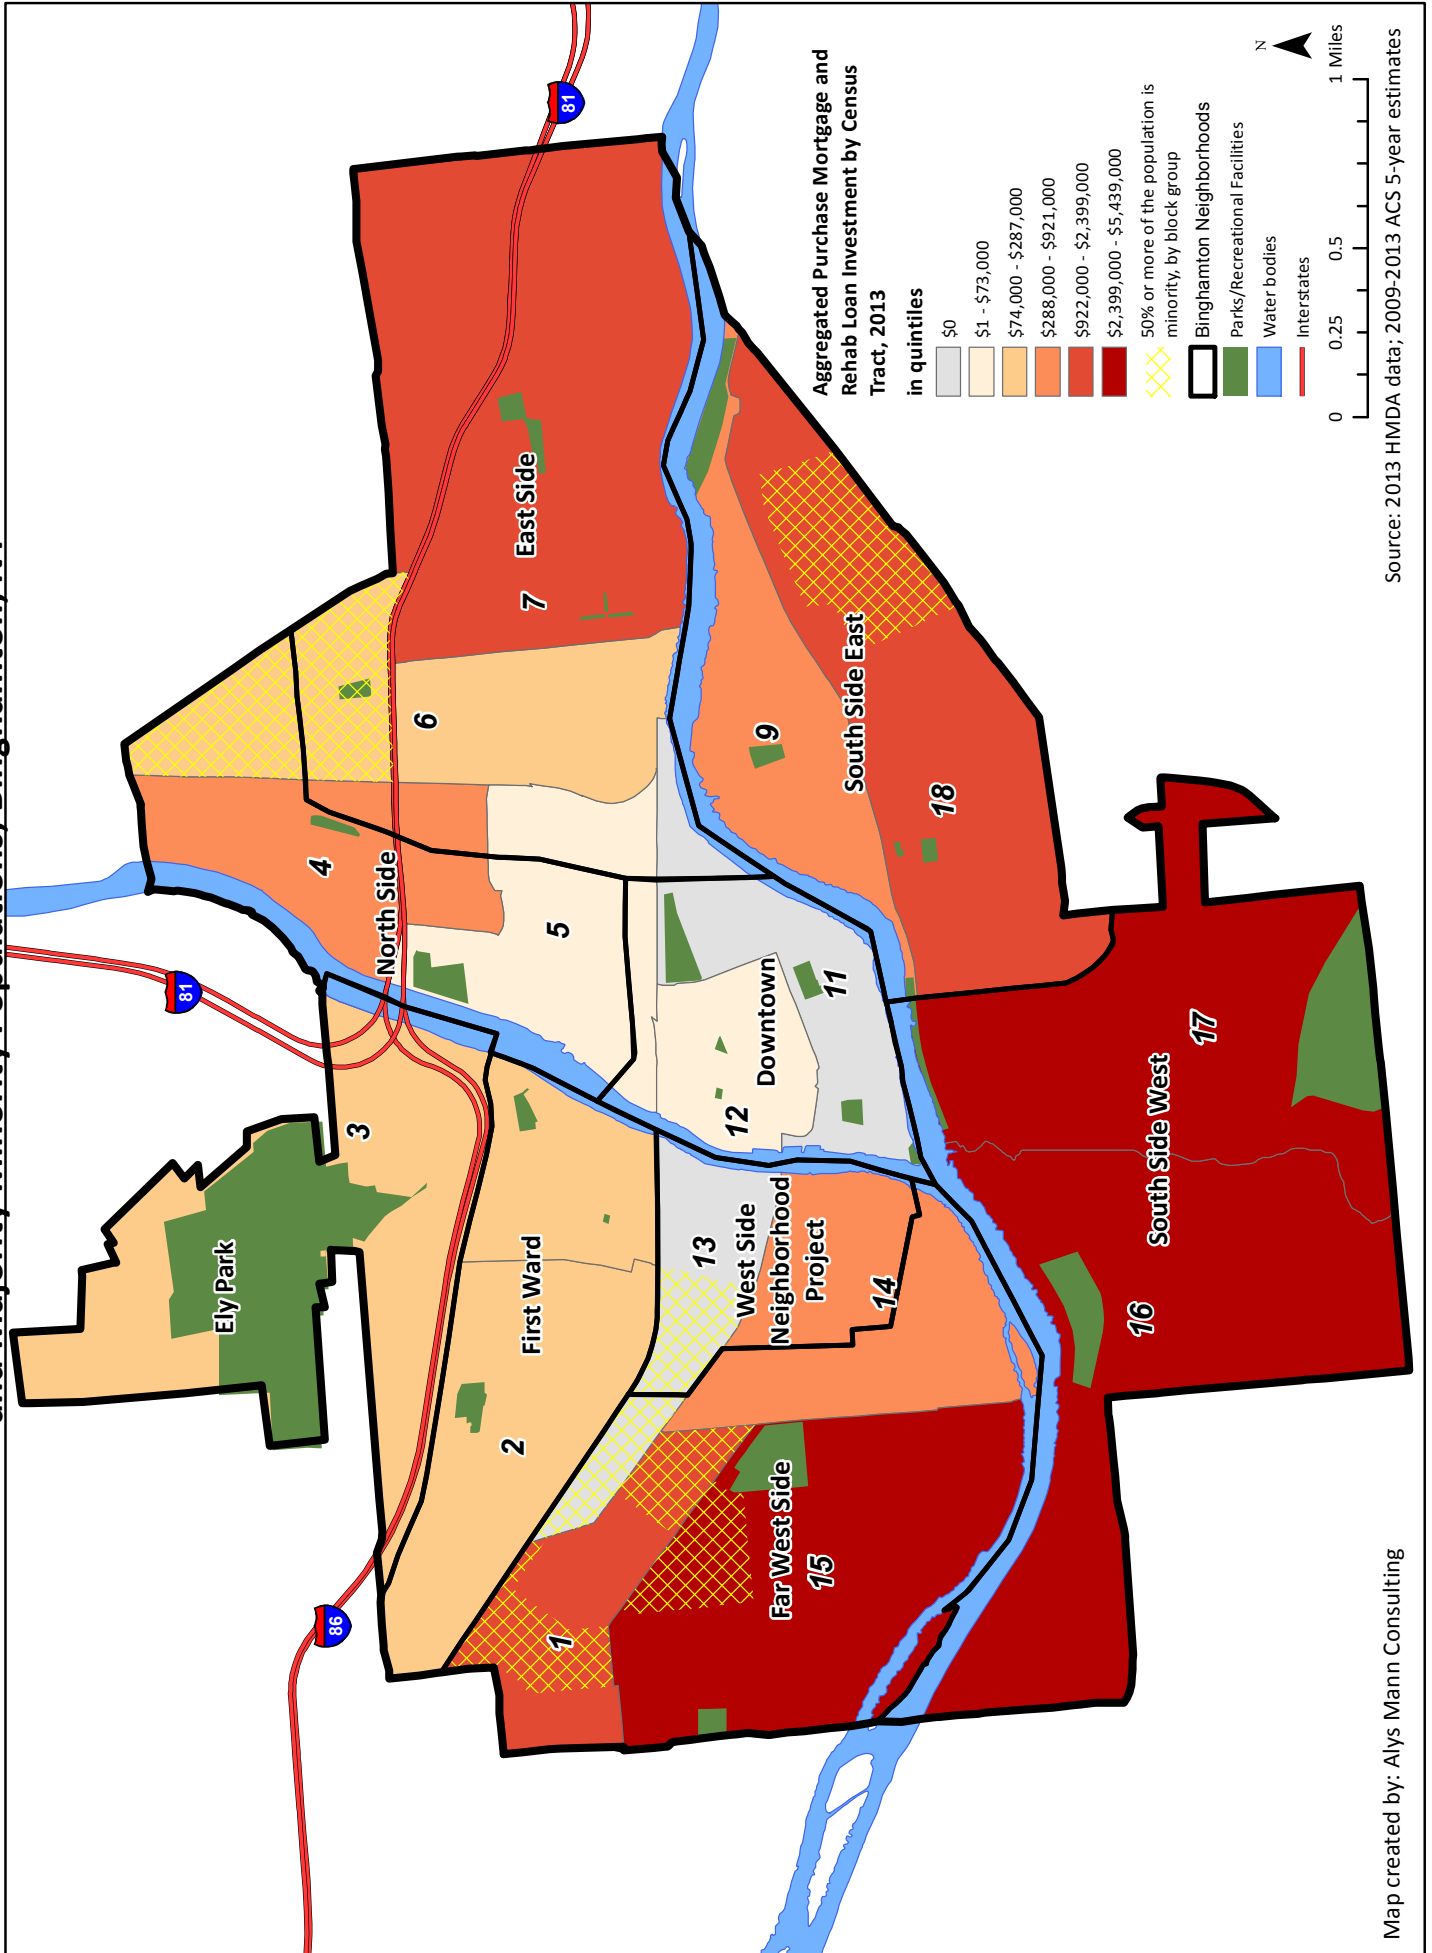 81
81
86
Ely Park
3
North Side
4
6
East Side
7
First Ward
2
5
1
13
West Side
Neighborhood
Project
14
12
Downtown
11
9
South Side East
18
Far West Side
15
16
South Side West
17
Aggregated Purchase Mortgage and
Rehab Loan Investment by Census
Tract, 2013
in quintiles
$0
$1 - $73,000
$74,000 - $287,000
$288,000 - $921,000
$922,000 - $2,399,000
$2,399,000 - $5,439,000
50% or more of the population is
minority, by block group
Binghamton Neighborhoods
Parks/Recreational Facilities
Water bodies
Interstates
N
0 0.25 0.5 1 Miles
Map created by: Alys Mann Consulting
Source: 2013 HMDA data; 2009-2013 ACS 5-year estimates